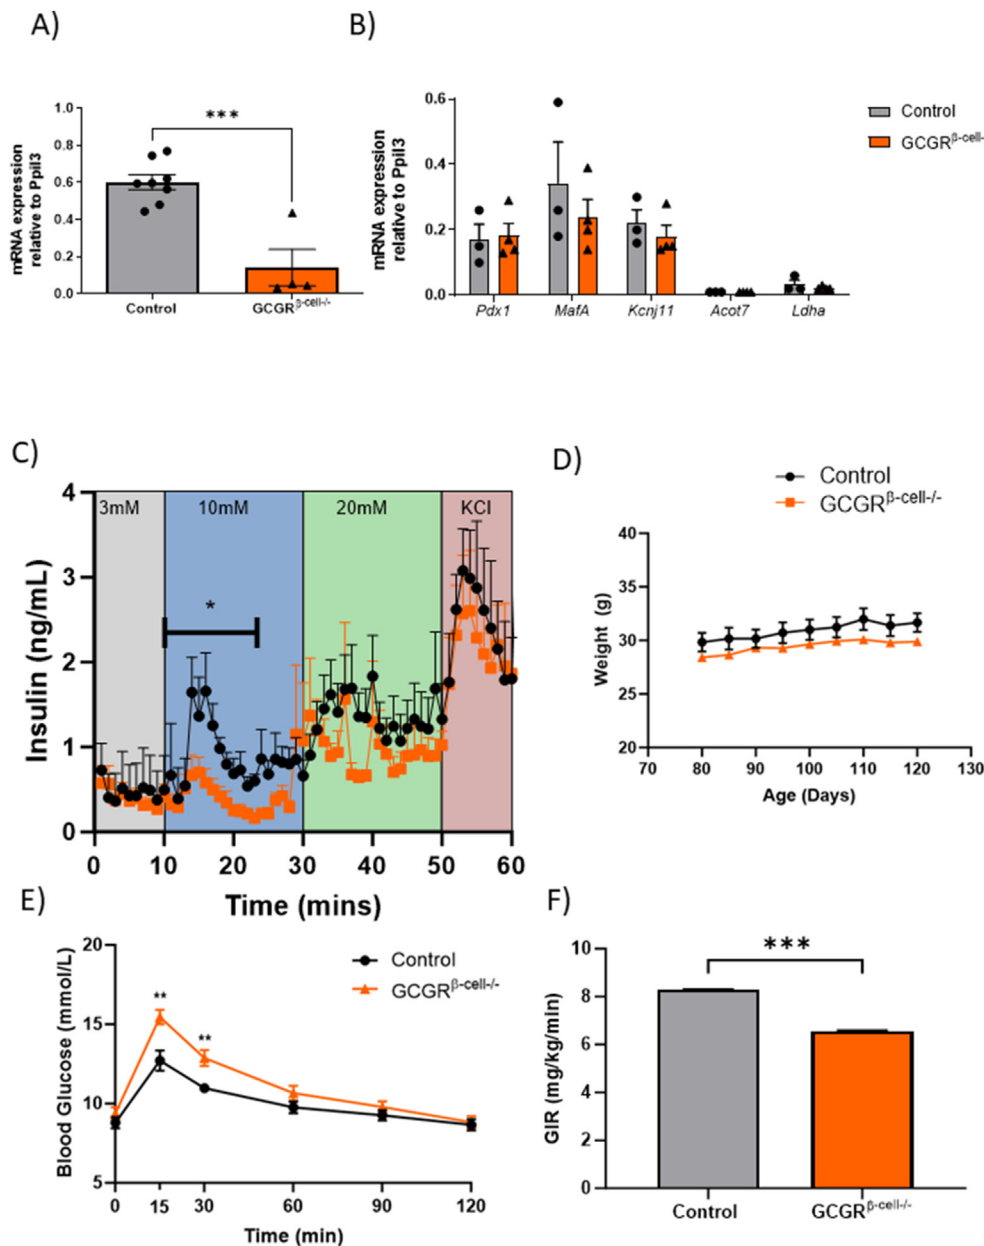 A)
mRNA expression
relative to Ppil3
1.0
0.8
0.6
0.4
0.2
0.0
***
Control
GCGRβ-cell-/-
B)
mRNA expression
relative to Ppil3
0.6
0.4
0.2
0.0
Pdx1
MafA
Kcnj11
Acot7
Ldha
Control
GCGRβ-cell-
C)
Insulin (ng/mL)
4
3
2
1
0
3mM
10mM
20mM
KCl
*
0
10
20
30
40
50
60
Time (mins)
D)
Control
GCGRβ-cell-/-
Weight (g)
35
30
25
20
70
80
90
100
110
120
130
Age (Days)
E)
Blood Glucose (mmol/L)
20
15
10
5
**
**
Control
GCGRβ-cell-/-
0
15
30
60
90
120
Time (min)
F)
GIR (mg/kg/min)
10
8
6
4
2
0
***
Control
GCGRβ-cell-/-